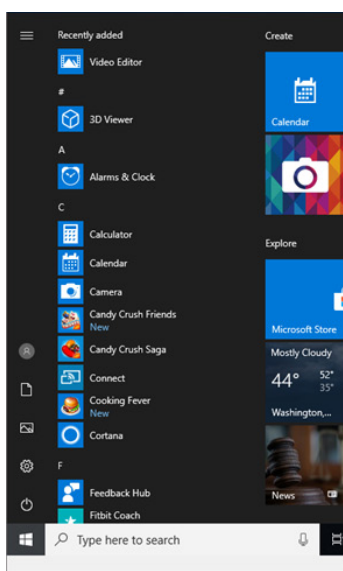 Recently added
Video Editor
#
3D Viewer
A
Alarms & Clock
C
Calculator
Calendar
Camera
Candy Crush Friends
New
Candy Crush Saga
Connect
Cooking Fever
New
Cortana
F
Feedback Hub
Fitbit Coach
Create
Calendar
Explore
Microsoft Store
Mostly Cloudy
44° 52°
35°
Washington,...
News
Type here to search